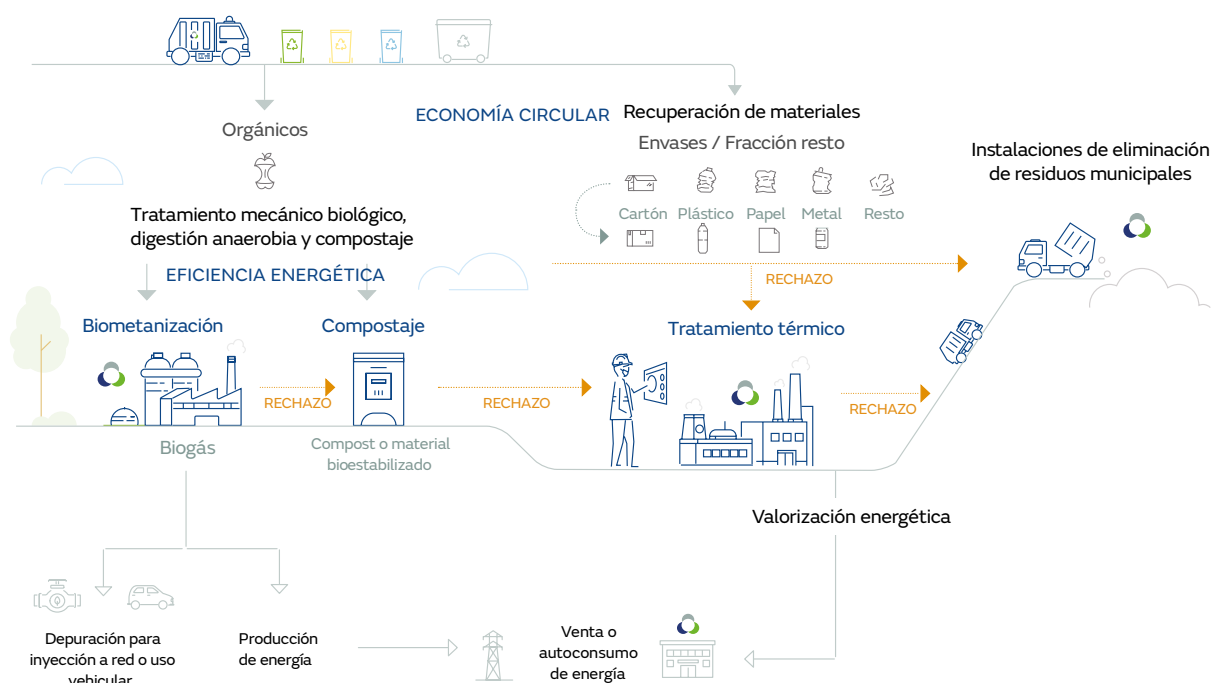 ECONOMÍA CIRCULAR
Recuperación de materiales
Orgánicos
Envases / Fracción resto
Instalaciones de eliminación
de residuos municipales
Cartón
Plástico
Papel
Metal
Resto
Tratamiento mecánico biológico,
digestión anaerobia y compostaje
EFICIENCIA ENERGÉTICA
RECHAZO
Biometanización
Compostaje
Tratamiento térmico
RECHAZO
RECHAZO
RECHAZO
Biogás
Compost o material
bioestabilizado
Valorización energética
Depuración para
inyección a red o uso
vehicular
Producción
de energía
Venta o
autoconsumo
de energía